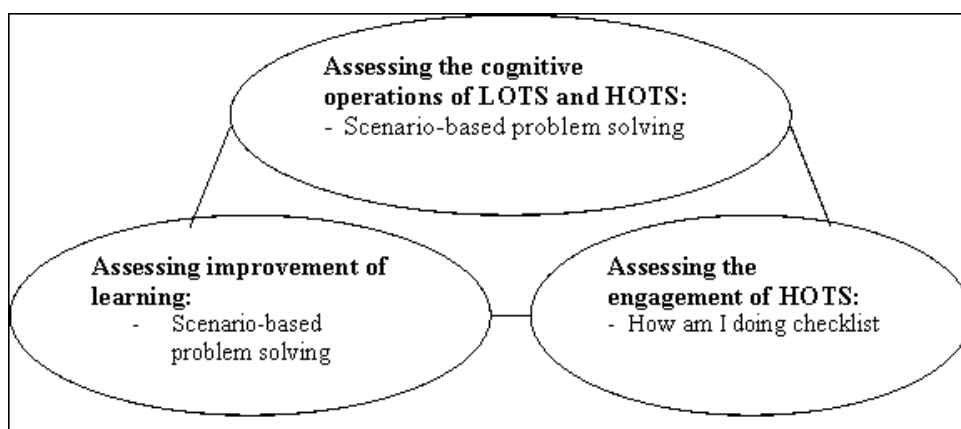 Assessing the cognitive
operations of LOTS and HOTS:
- Scenario-based problem solving
Assessing improvement of
learning:
- Scenario-based
problem solving
Assessing the
engagement of HOTS:
- How am I doing checklist